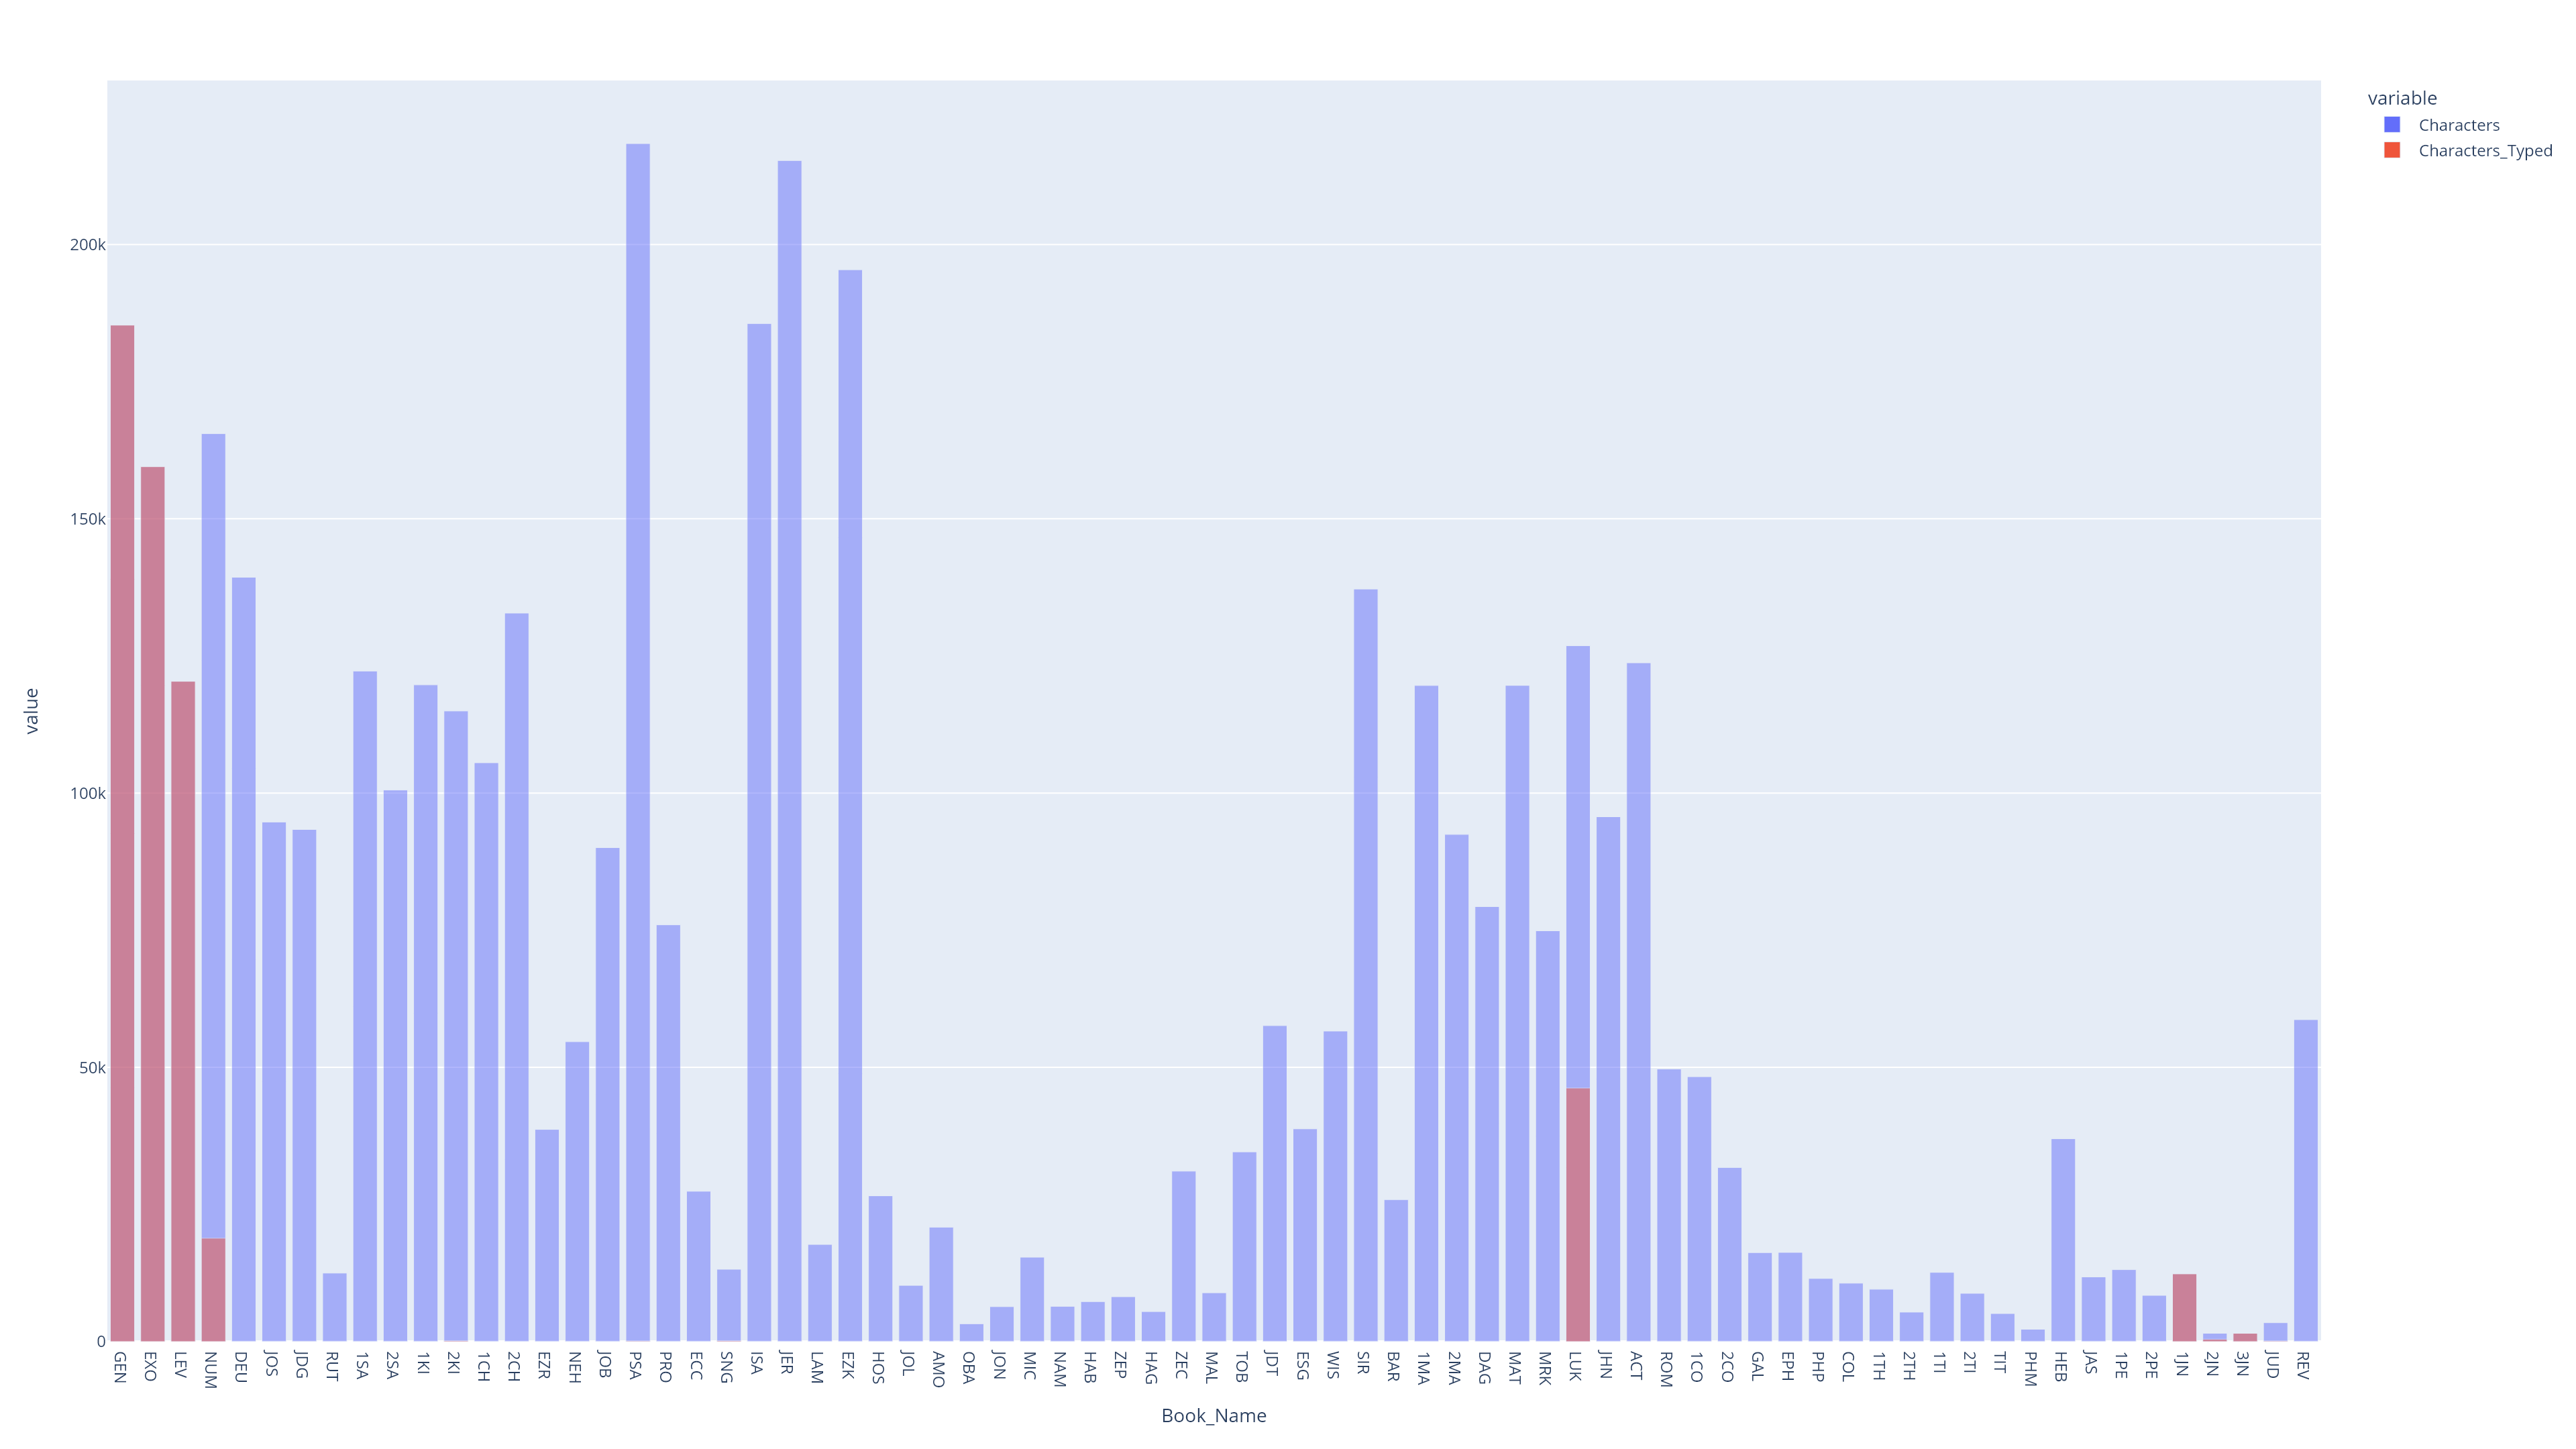 variable
Characters
Characters_Typed
value
200k
150k
100k
50k
0
GEN
EXO
LEV
NUM
DEU
JOS
JDG
RUT
1SA
2SA
1KI
2KI
1CH
2CH
EZR
NEH
JOB
PSA
PRO
ECC
SNG
ISA
JER
LAM
EZK
HOS
JOL
AMO
OBA
JON
MIC
NAM
HAB
ZEP
HAG
ZEC
MAL
TOB
JDT
ESG
WIS
SIR
BAR
1MA
2MA
DAG
MAT
MRK
LUK
JHN
ACT
ROM
1CO
2CO
GAL
EPH
PHP
COL
1TH
2TH
1TI
2TI
TIT
PHM
HEB
JAS
1PE
2PE
1JN
2JN
3JN
JUD
REV
Book_Name